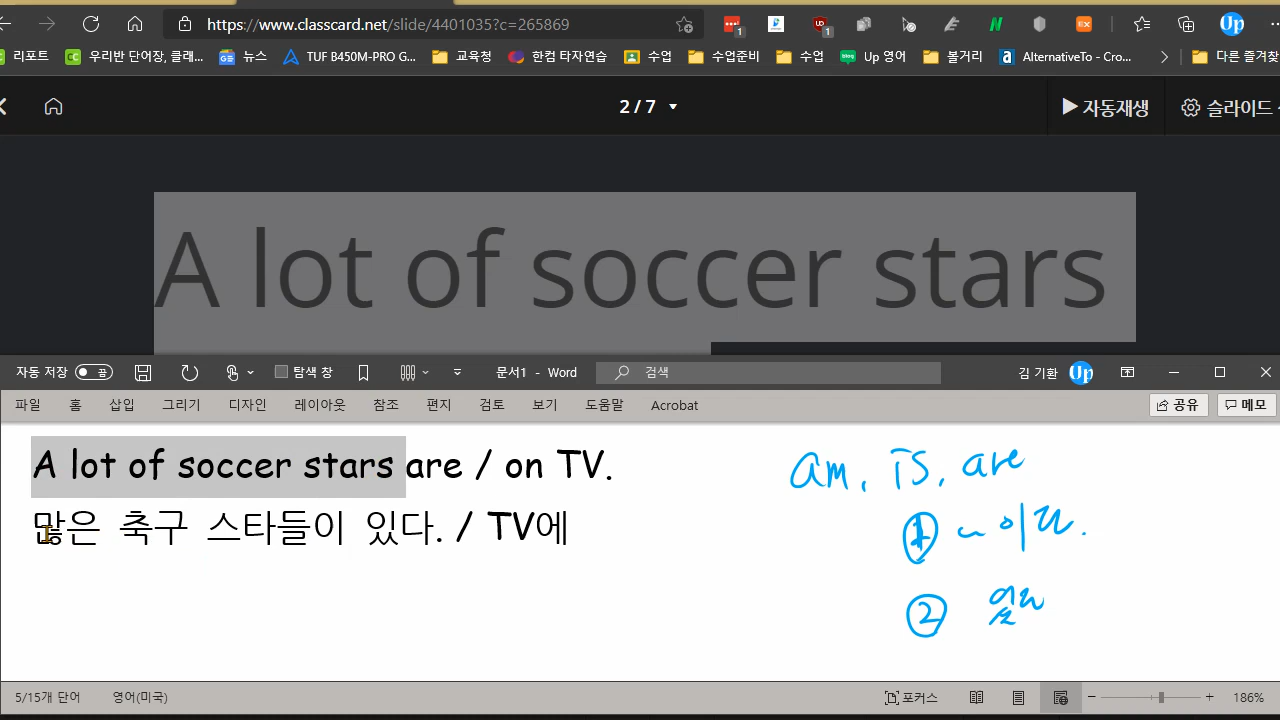 https://www.classcard.net/slide/4401035?c=265869
리포트 우리반 단어장, 클래... 뉴스 TUF B450M-PRO G... 교육청 한컴 타자연습 수업 수업준비 수업 Up 영어 볼거리 AlternativeTo - Cro... 다른 즐겨찾
2 / 7 자동재생 슬라이드
A lot of soccer stars
자동 저장 끔 탐색 창 문서1 - Word 검색 김 기환 Up
파일 홈 삽입 그리기 디자인 레이아웃 참조 편지 검토 보기 도움말 Acrobat 공유 메모
A lot of soccer stars are / on TV.
많은 축구 스타들이 있다. / TV에
am, is, are
① ~이다.
② 있다
5/15개 단어 영어(미국) 포커스 186%